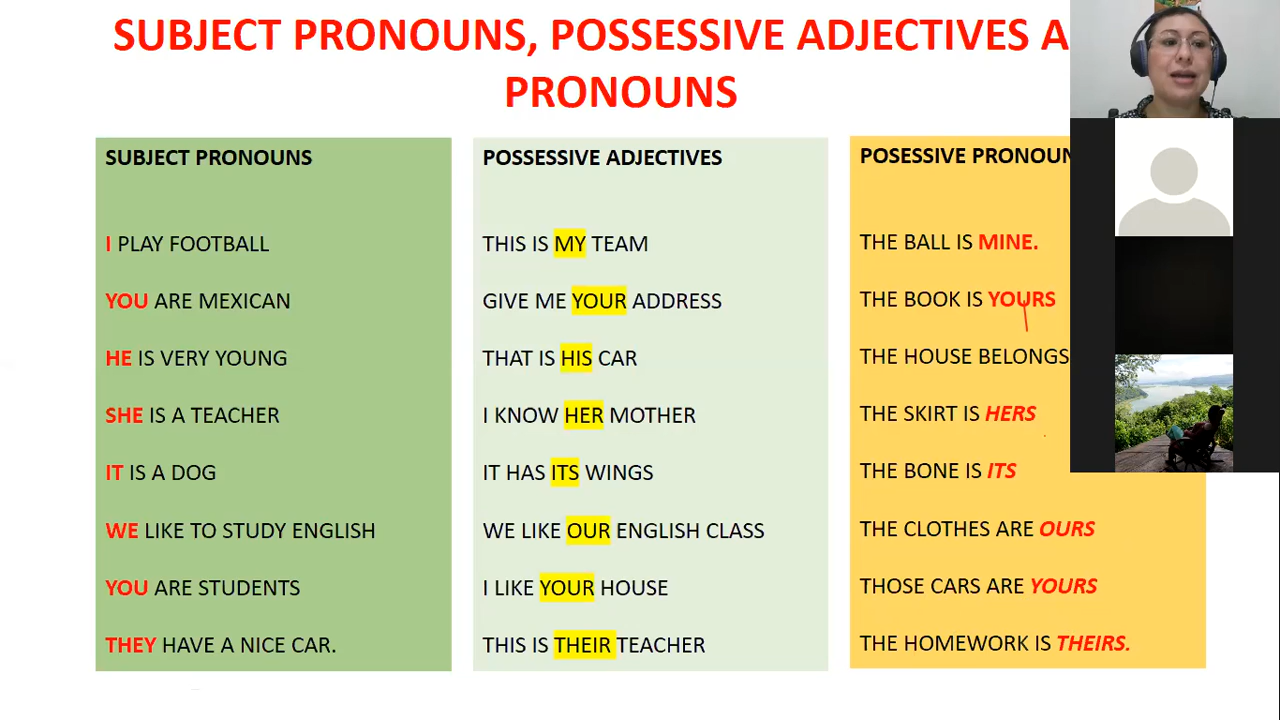 SUBJECT PRONOUNS, POSSESSIVE ADJECTIVES A
PRONOUNS
SUBJECT PRONOUNS
I PLAY FOOTBALL
YOU ARE MEXICAN
HE IS VERY YOUNG
SHE IS A TEACHER
IT IS A DOG
WE LIKE TO STUDY ENGLISH
YOU ARE STUDENTS
THEY HAVE A NICE CAR.
POSSESSIVE ADJECTIVES
THIS IS MY TEAM
GIVE ME YOUR ADDRESS
THAT IS HIS CAR
I KNOW HER MOTHER
IT HAS ITS WINGS
WE LIKE OUR ENGLISH CLASS
I LIKE YOUR HOUSE
THIS IS THEIR TEACHER
POSESSIVE PRONOUN
THE BALL IS MINE.
THE BOOK IS YOURS
THE HOUSE BELONGS
THE SKIRT IS HERS
THE BONE IS ITS
THE CLOTHES ARE OURS
THOSE CARS ARE YOURS
THE HOMEWORK IS THEIRS.